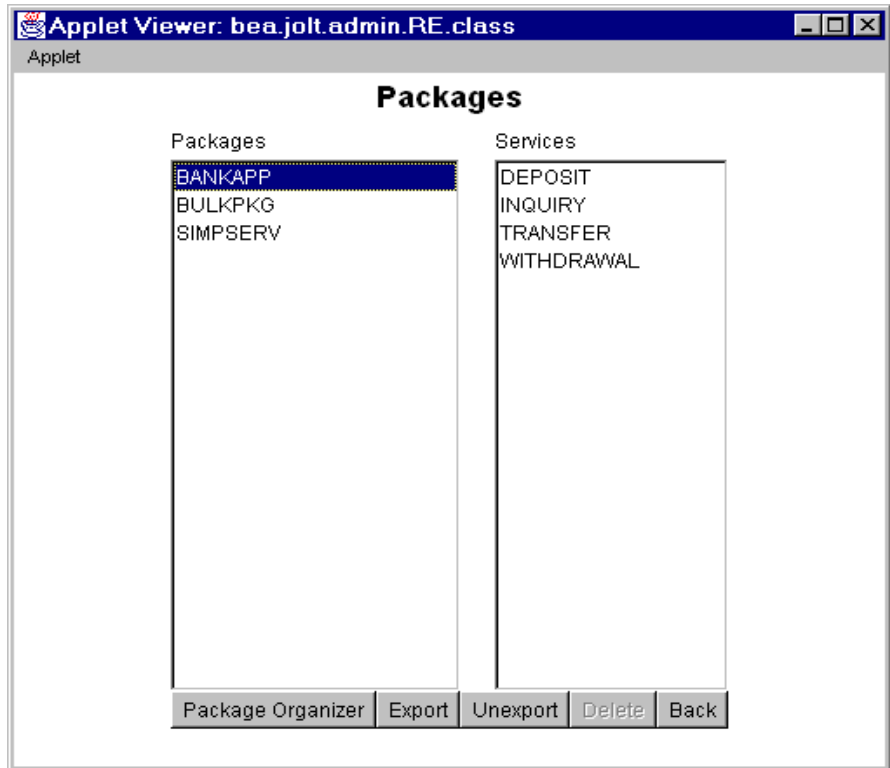 Applet Viewer: bea.jolt.admin.RE.class
Applet
Packages
Packages
BANKAPP
BULKPKG
SIMPSERV
Services
DEPOSIT
INQUIRY
TRANSFER
WITHDRAWAL
Package Organizer Export Unexport Delete Back